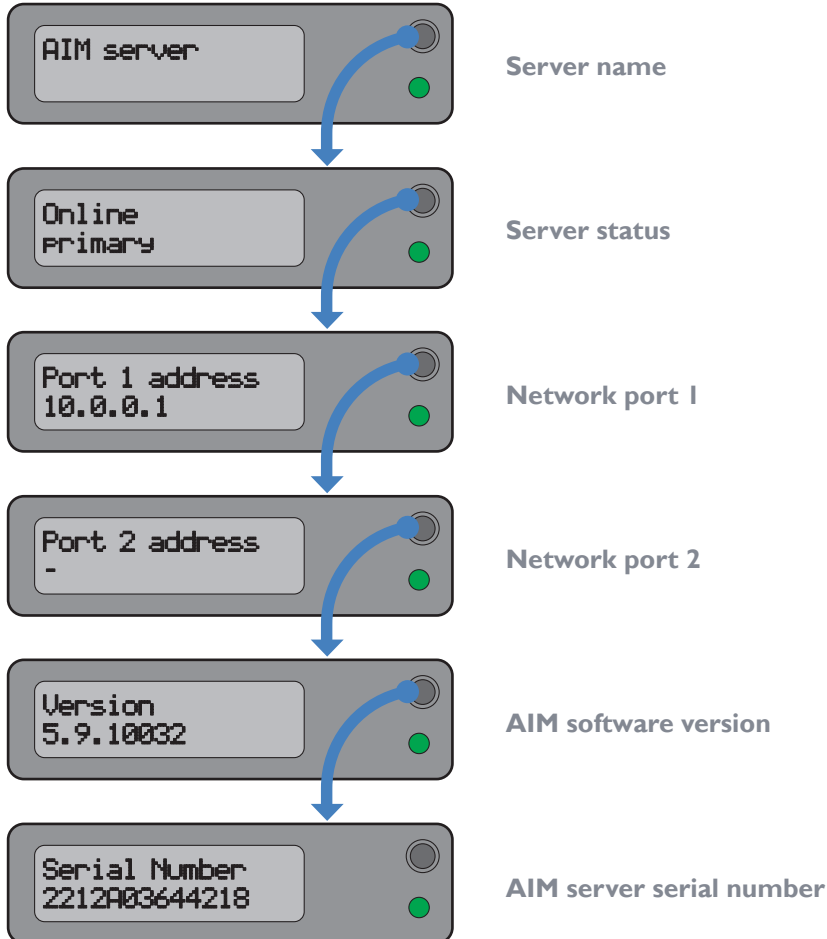 AIM server
Server name
Online
primary
Server status
Port 1 address
10.0.0.1
Network port 1
Port 2 address
-
Network port 2
Version
5.9.10032
AIM software version
Serial Number
2212A03644218
AIM server serial number